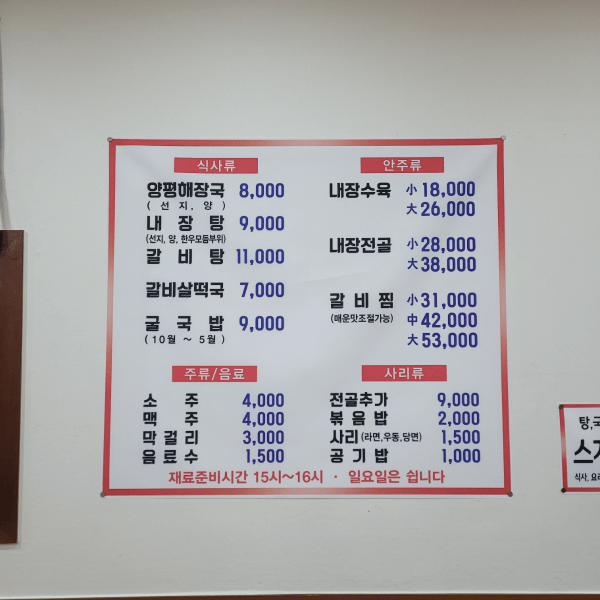 식사류
양평해장국 8,000
( 선 지, 양 )
내 장 탕 9,000
(선지, 양, 한우모둠부위)
갈 비 탕 11,000
갈비살떡국 7,000
굴 국 밥 9,000
( 10월 ~ 5월 )
안주류
내장수육 小 18,000
大 26,000
내장전골 小 28,000
大 38,000
갈 비 찜 小 31,000
(매운맛조절가능) 中 42,000
大 53,000
주류/음료
소 주 4,000
맥 주 4,000
막 걸 리 3,000
음 료 수 1,500
사리류
전골추가 9,000
볶 음 밥 2,000
사리 (라면,우동,당면) 1,500
공 기 밥 1,000
재료준비시간 15시~16시 · 일요일은 쉽니다
탕,국
식사, 요리